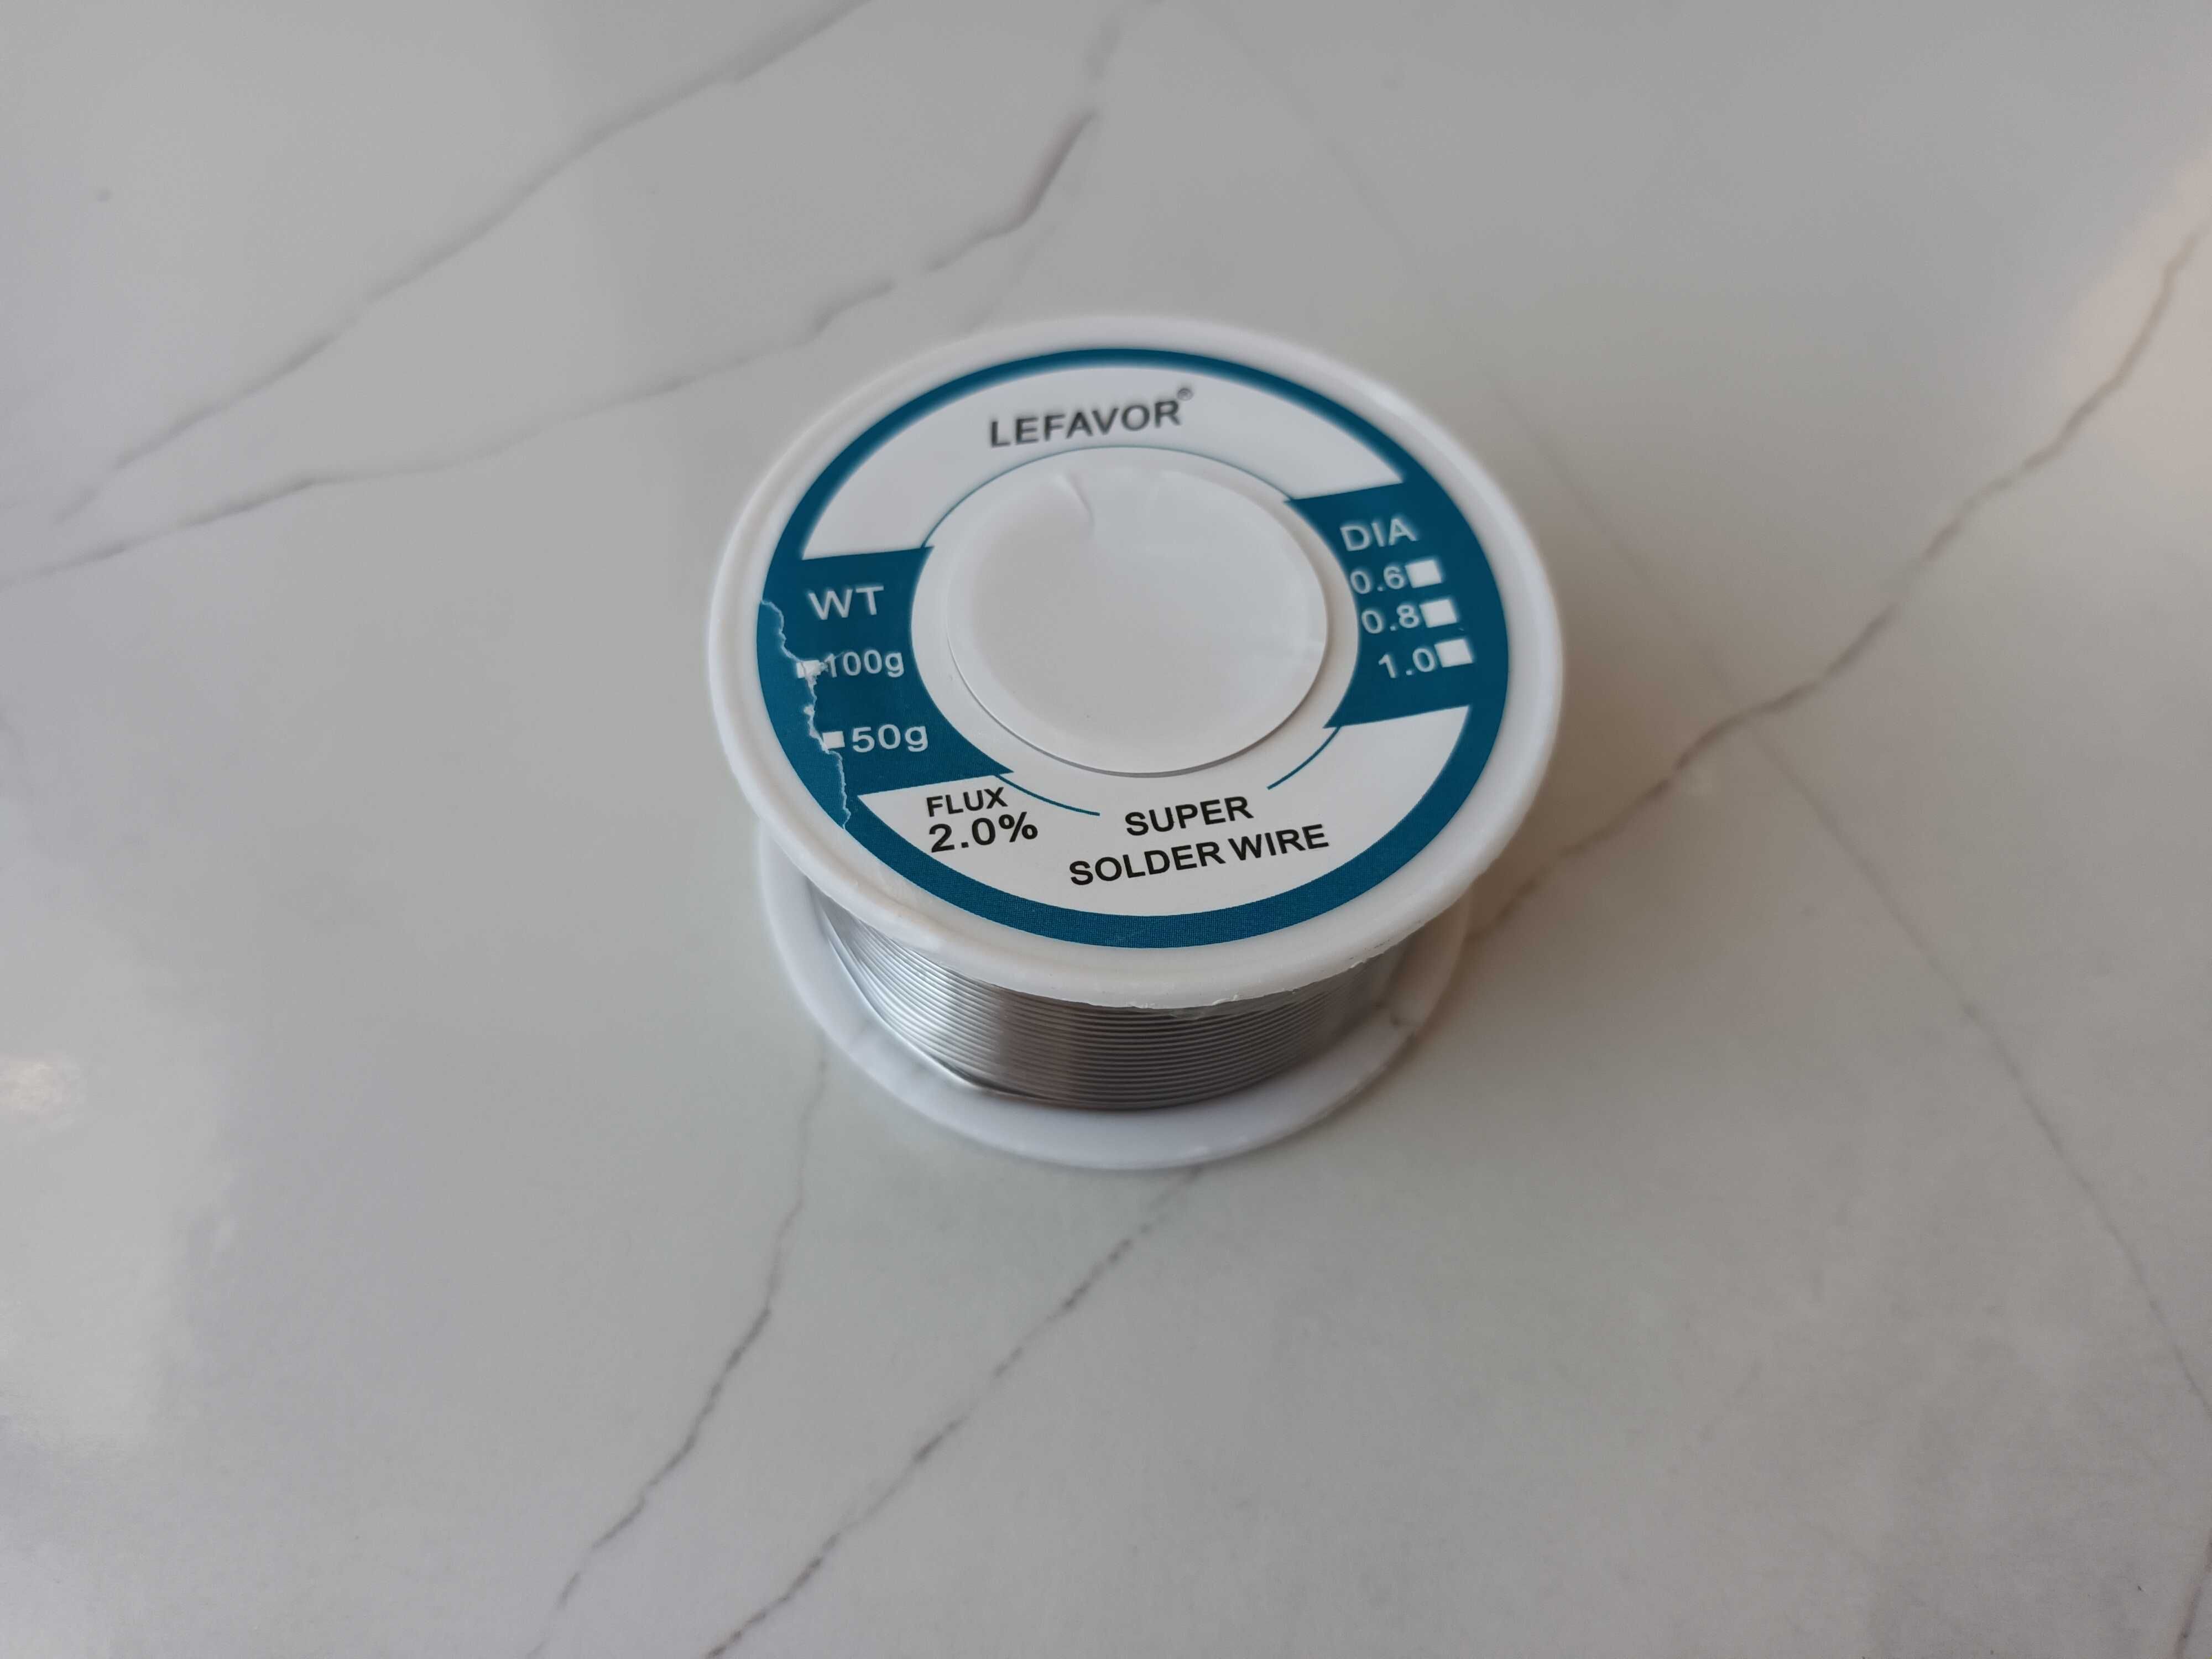 LEFAVOR®
WT
100g
50g
DIA
0.6
0.8
1.0
FLUX
2.0%
SUPER
SOLDER WIRE